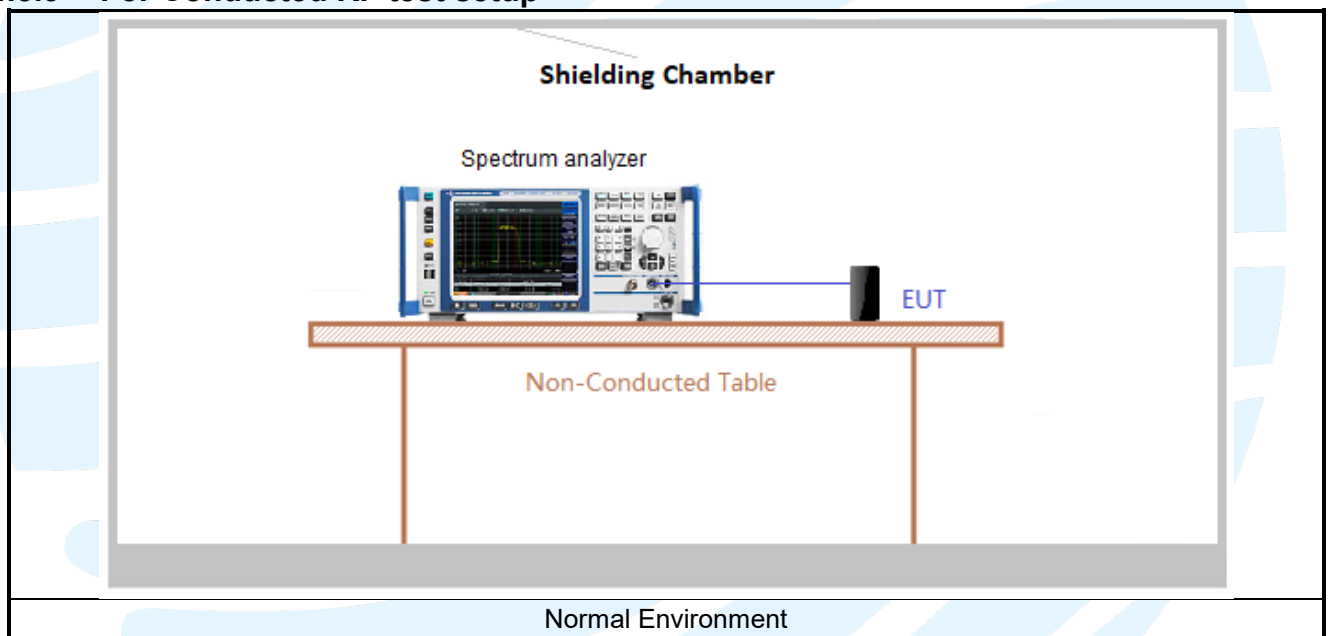 For Conducted RF test setup
Shielding Chamber
Spectrum analyzer
EUT
Non-Conducted Table
Normal Environment